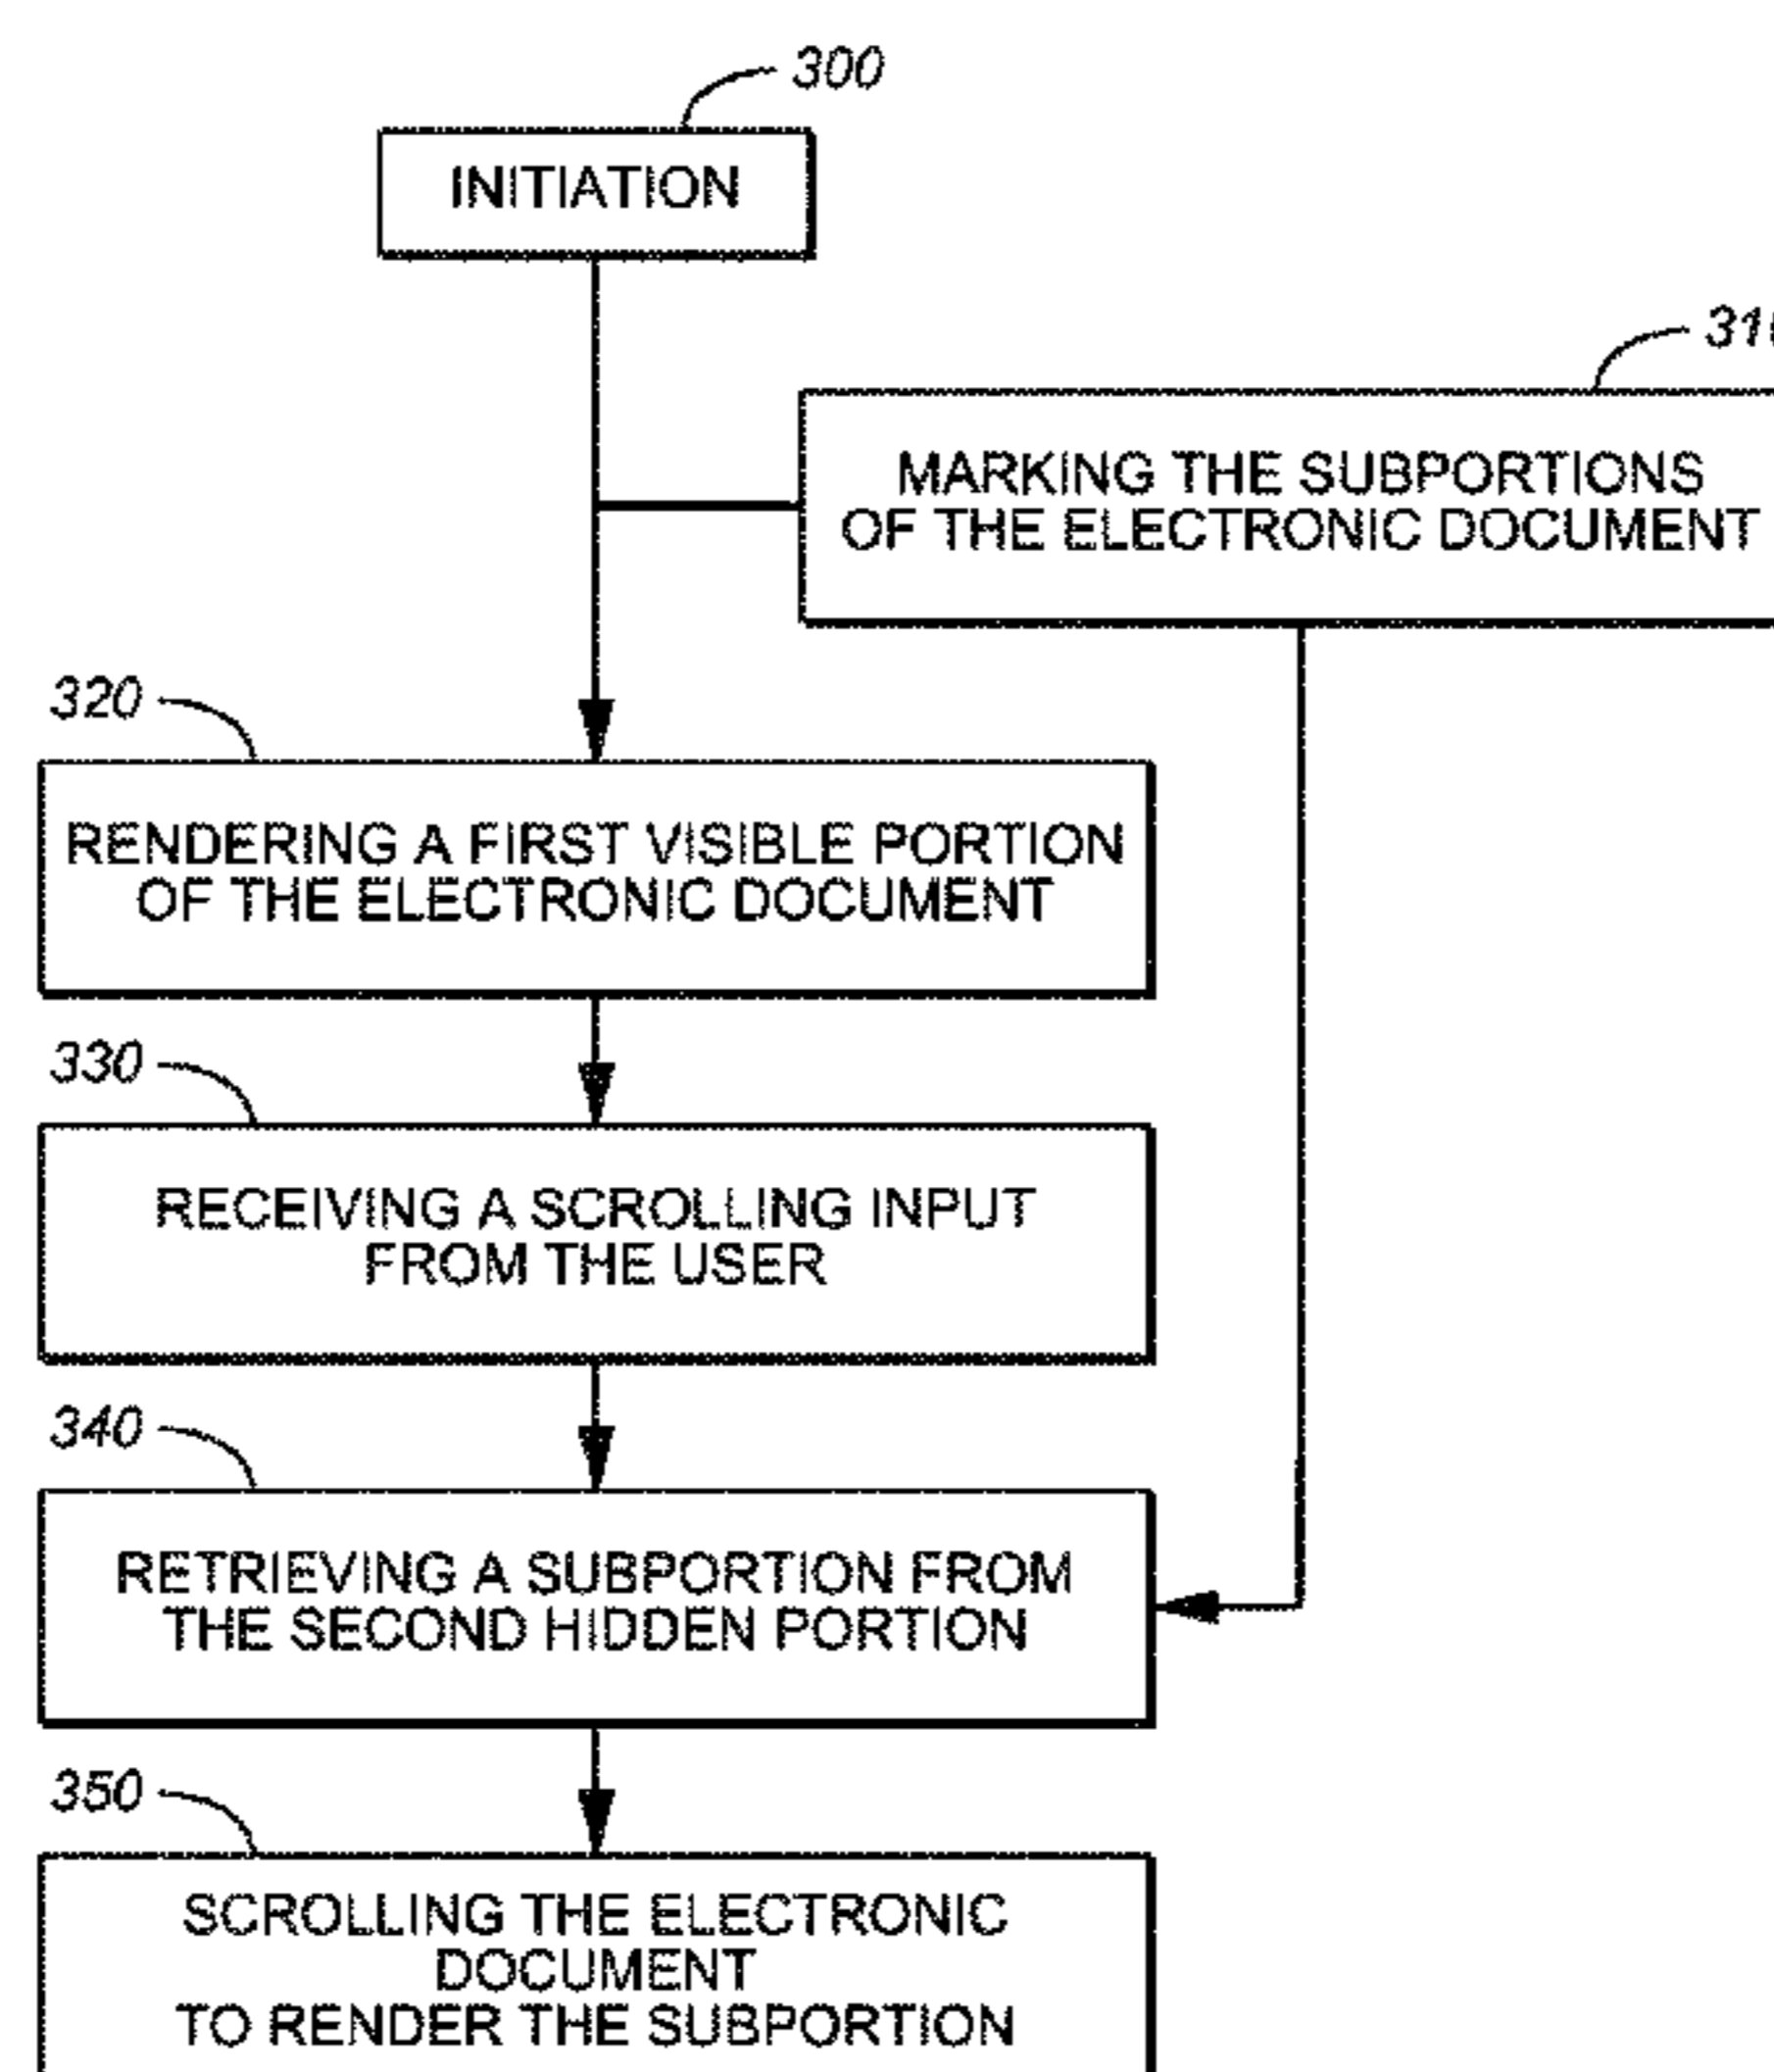 300
INITIATION
310
MARKING THE SUBPORTIONS
OF THE ELECTRONIC DOCUMENT
320
RENDERING A FIRST VISIBLE PORTION
OF THE ELECTRONIC DOCUMENT
330
RECEIVING A SCROLLING INPUT
FROM THE USER
340
RETRIEVING A SUBPORTION FROM
THE SECOND HIDDEN PORTION
350
SCROLLING THE ELECTRONIC
DOCUMENT
TO RENDER THE SUBPORTION